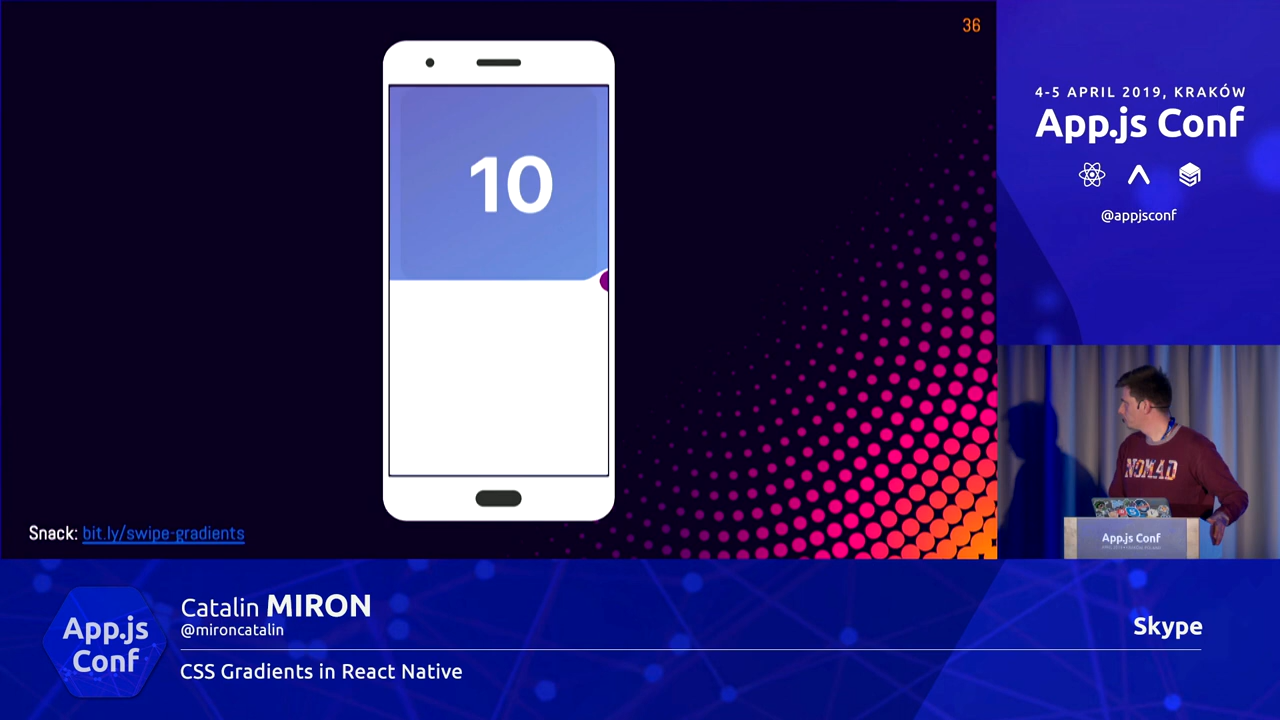 36
10
Snack: bit.ly/swipe-gradients
4-5 APRIL 2019, KRAKÓW
App.js Conf
@appjsconf
NOMAD
App.js Conf
App.js
Conf
Catalin MIRON
@mironcatalin
CSS Gradients in React Native
Skype